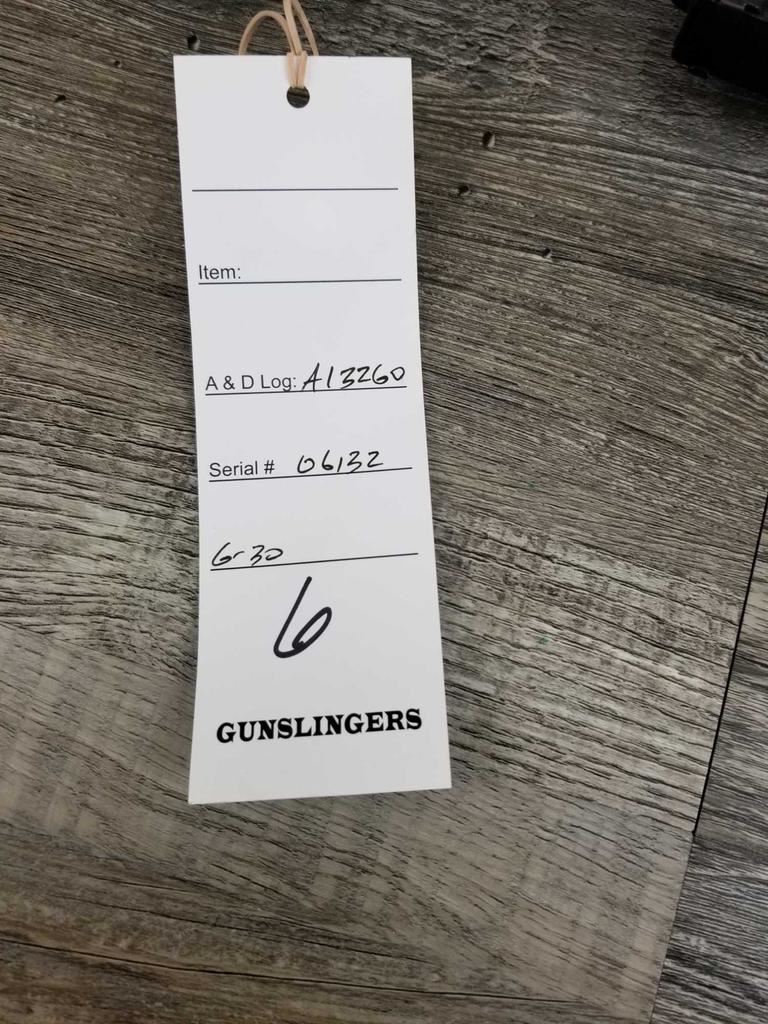 Item:
A & D Log: A13260
Serial # 06132
6-30
6
GUNSLINGERS